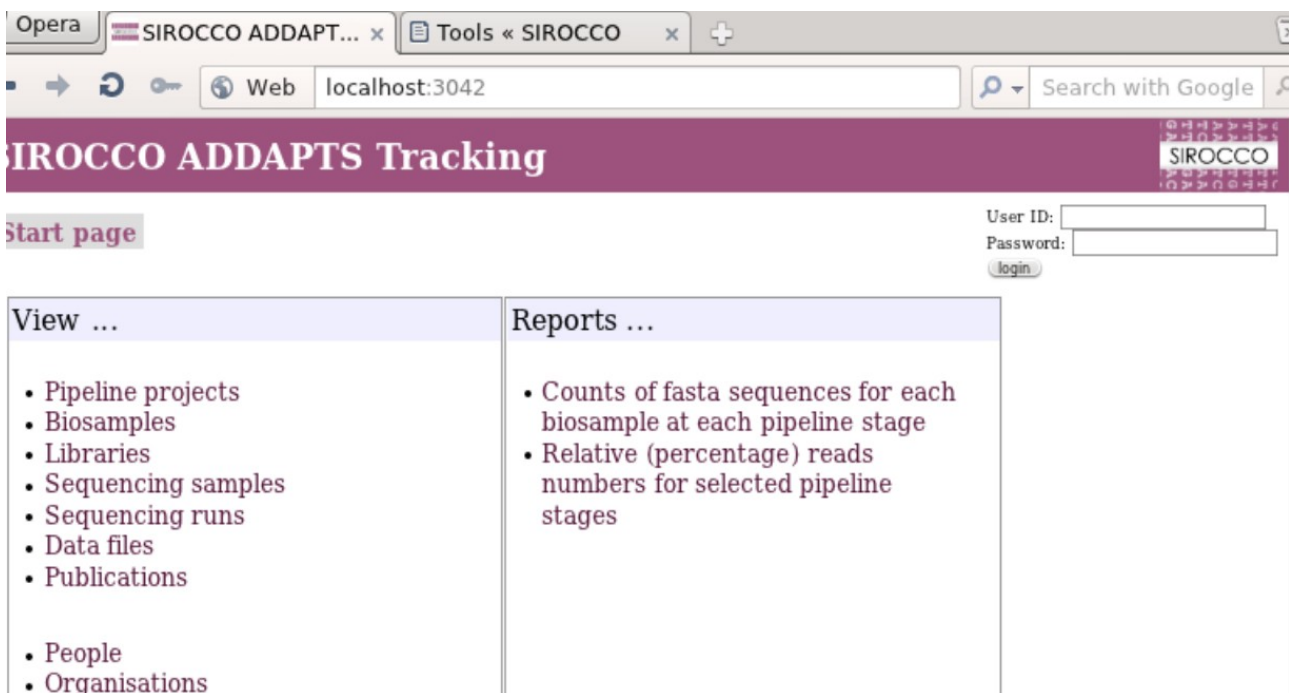 Opera
SIROCCO ADDAPT...
Tools « SIROCCO
Web
localhost:3042
Search with Google
SIROCCO ADDAPTS Tracking
SIROCCO
Start page
User ID:
Password:
login
View ...
• Pipeline projects
• Biosamples
• Libraries
• Sequencing samples
• Sequencing runs
• Data files
• Publications
• People
• Organisations
Reports ...
• Counts of fasta sequences for each
biosample at each pipeline stage
• Relative (percentage) reads
numbers for selected pipeline
stages